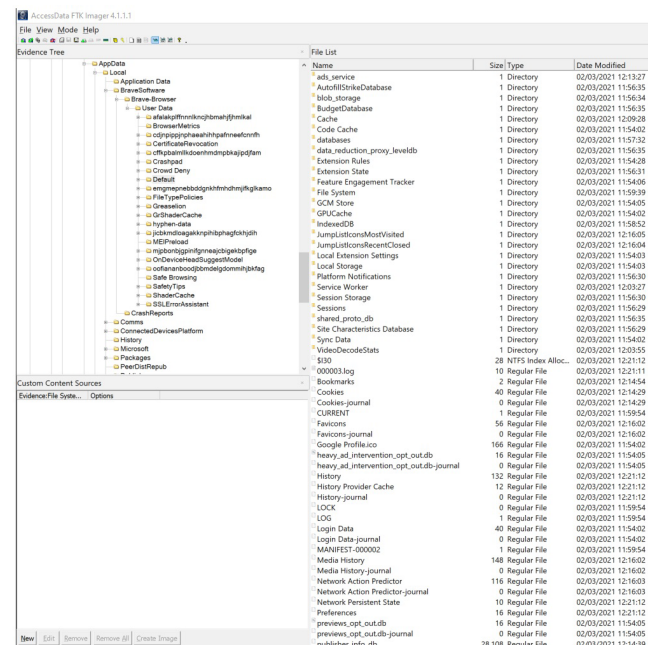 AccessData FTK Imager 4.1.1.1
File View Mode Help
Evidence Tree
AppData
Local
Application Data
BraveSoftware
Brave-Browser
User Data
afalakplffnnnlkncjhbmahjfjhmlkal
BrowserMetrics
cdjnpippjnphaeahihhpafnneefcnnfh
CertificateRevocation
cffkpbalmllkdoenhmdmpbkajipdjfam
Crashpad
Crowd Deny
Default
emgmepnebbddgnkhfmhdhmjifkglkamo
FileTypePolicies
Greaselion
GrShaderCache
hyphen-data
jicbkmdloagakknpihibphagfckhjdih
MEIPreload
mjpbonbjgpinifgnneajcbigekbpfige
OnDeviceHeadSuggestModel
oofiananboodjbbmdelgdommihjbkfag
Safe Browsing
SafetyTips
ShaderCache
SSLErrorAssistant
CrashReports
Comms
ConnectedDevicesPlatform
History
Microsoft
Packages
PeerDistRepub
Custom Content Sources
Evidence:File Syste... Options
New Edit Remove Remove All Create Image
File List
Name Size Type Date Modified
ads_service 1 Directory 02/03/2021 12:13:27
AutofillStrikeDatabase 1 Directory 02/03/2021 11:56:35
blob_storage 1 Directory 02/03/2021 11:56:34
BudgetDatabase 1 Directory 02/03/2021 11:56:35
Cache 1 Directory 02/03/2021 12:09:28
Code Cache 1 Directory 02/03/2021 11:54:02
databases 1 Directory 02/03/2021 11:57:32
data_reduction_proxy_leveldb 1 Directory 02/03/2021 11:56:35
Extension Rules 1 Directory 02/03/2021 11:54:28
Extension State 1 Directory 02/03/2021 11:56:31
Feature Engagement Tracker 1 Directory 02/03/2021 11:54:06
File System 1 Directory 02/03/2021 11:59:39
GCM Store 1 Directory 02/03/2021 11:54:05
GPUCache 1 Directory 02/03/2021 11:54:02
IndexedDB 1 Directory 02/03/2021 11:58:52
JumpListIconsMostVisited 1 Directory 02/03/2021 12:16:05
JumpListIconsRecentClosed 1 Directory 02/03/2021 12:16:04
Local Extension Settings 1 Directory 02/03/2021 11:54:03
Local Storage 1 Directory 02/03/2021 11:54:03
Platform Notifications 1 Directory 02/03/2021 11:56:30
Service Worker 1 Directory 02/03/2021 12:03:27
Session Storage 1 Directory 02/03/2021 11:56:30
Sessions 1 Directory 02/03/2021 11:56:29
shared_proto_db 1 Directory 02/03/2021 11:56:35
Site Characteristics Database 1 Directory 02/03/2021 11:56:29
Sync Data 1 Directory 02/03/2021 11:54:02
VideoDecodeStats 1 Directory 02/03/2021 12:03:55
$I30 28 NTFS Index Alloc... 02/03/2021 12:21:12
000003.log 10 Regular File 02/03/2021 12:21:11
Bookmarks 2 Regular File 02/03/2021 12:14:54
Cookies 40 Regular File 02/03/2021 12:14:29
Cookies-journal 0 Regular File 02/03/2021 12:14:29
CURRENT 1 Regular File 02/03/2021 11:59:54
Favicons 56 Regular File 02/03/2021 12:16:02
Favicons-journal 0 Regular File 02/03/2021 12:16:02
Google Profile.ico 166 Regular File 02/03/2021 11:54:02
heavy_ad_intervention_opt_out.db 16 Regular File 02/03/2021 11:54:05
heavy_ad_intervention_opt_out.db-journal 0 Regular File 02/03/2021 11:54:05
History 132 Regular File 02/03/2021 12:21:12
History Provider Cache 12 Regular File 02/03/2021 12:21:12
History-journal 0 Regular File 02/03/2021 12:21:12
LOCK 0 Regular File 02/03/2021 11:59:54
LOG 1 Regular File 02/03/2021 11:59:54
Login Data 40 Regular File 02/03/2021 11:54:02
Login Data-journal 0 Regular File 02/03/2021 11:54:02
MANIFEST-000002 1 Regular File 02/03/2021 11:59:54
Media History 148 Regular File 02/03/2021 12:16:02
Media History-journal 0 Regular File 02/03/2021 12:16:02
Network Action Predictor 116 Regular File 02/03/2021 12:16:03
Network Action Predictor-journal 0 Regular File 02/03/2021 12:16:03
Network Persistent State 10 Regular File 02/03/2021 12:21:12
Preferences 16 Regular File 02/03/2021 12:21:12
previews_opt_out.db 16 Regular File 02/03/2021 11:54:05
previews_opt_out.db-journal 0 Regular File 02/03/2021 11:54:05
publisher_info_db 28,108 Regular File 02/03/2021 12:14:39